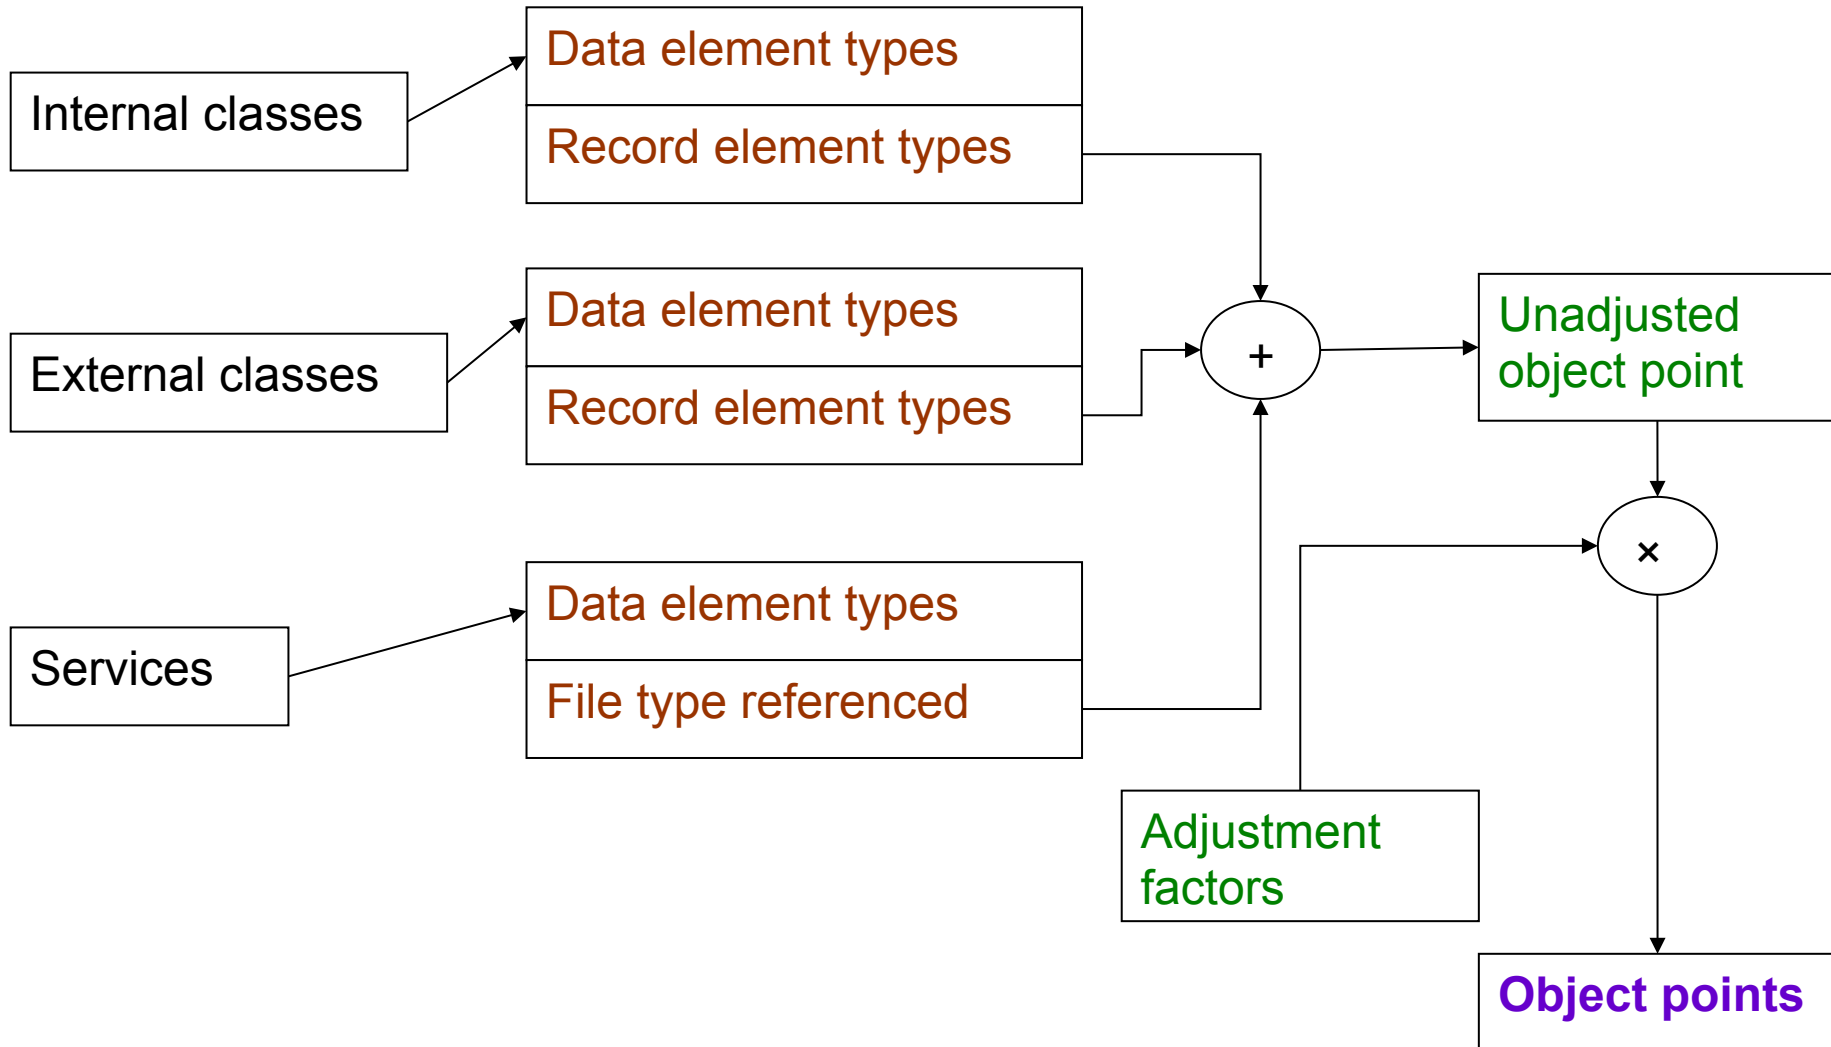 Internal classes
Data element types
Record element types
External classes
Data element types
Record element types
+
Unadjusted
object point
×
Services
Data element types
File type referenced
Adjustment
factors
Object points